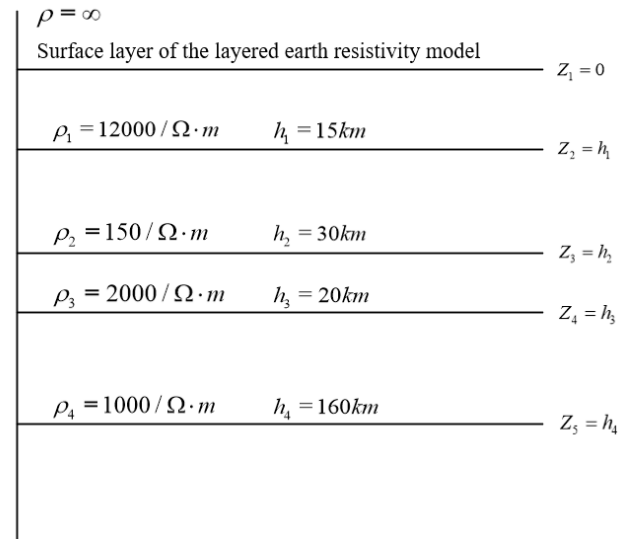 ρ = ∞
Surface layer of the layered earth resistivity model
Z₁ = 0
ρ₁ = 12000 / Ω · m h₁ = 15km
Z₂ = h₁
ρ₂ = 150 / Ω · m h₂ = 30km
Z₃ = h₂
ρ₃ = 2000 / Ω · m h₃ = 20km
Z₄ = h₃
ρ₄ = 1000 / Ω · m h₄ = 160km
Z₅ = h₄